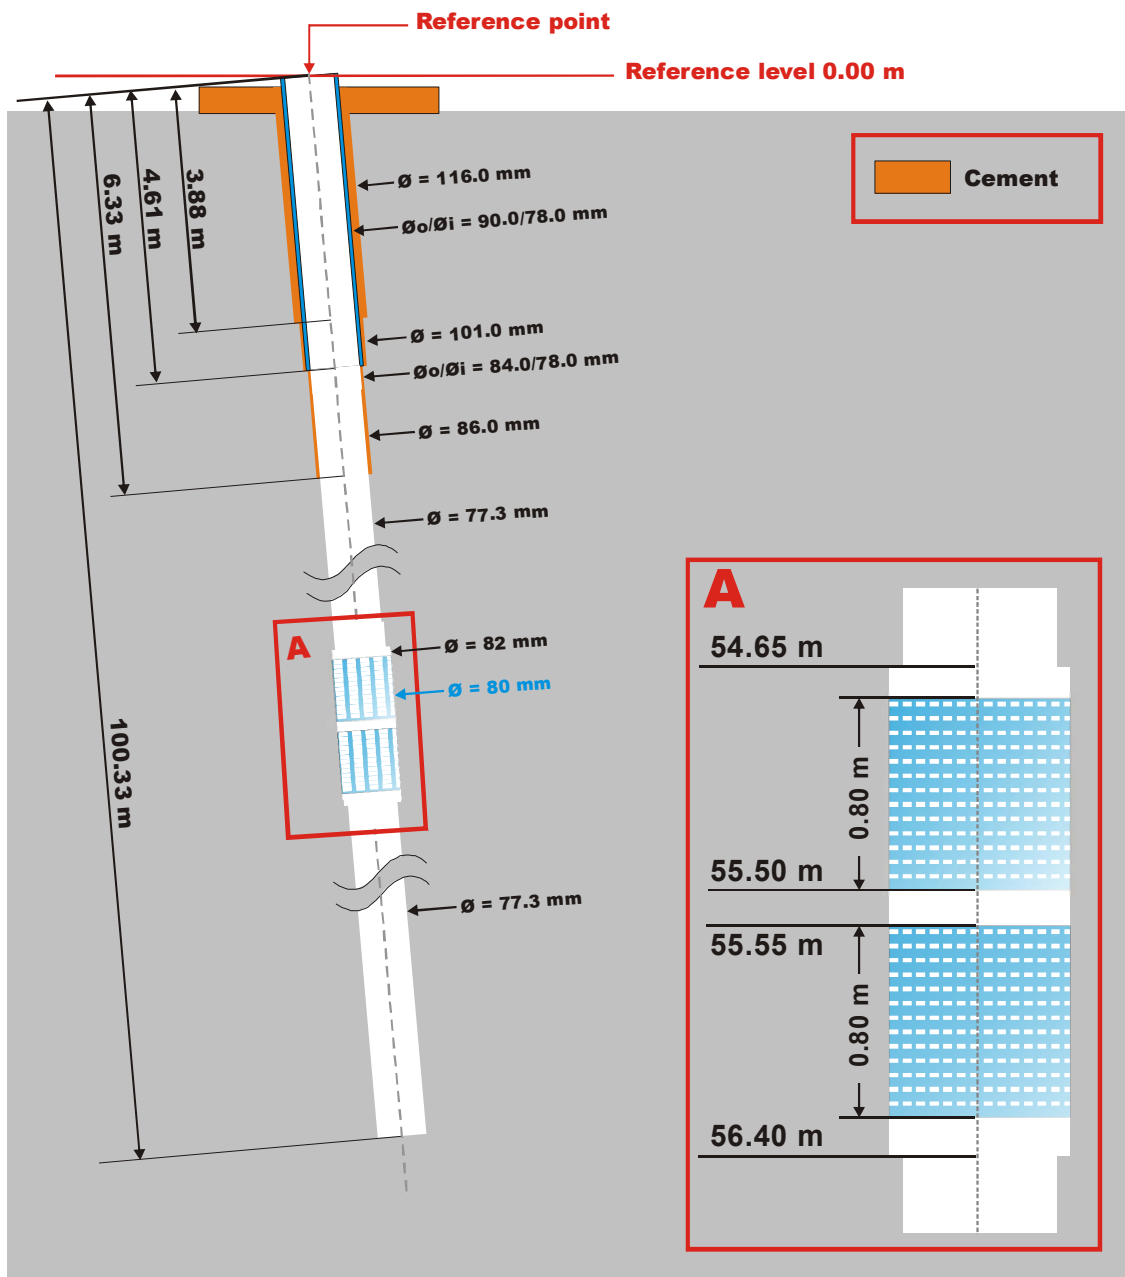 Reference point
Reference level 0.00 m
Cement
3.88 m
4.61 m
6.33 m
100.33 m
Ø = 116.0 mm
Øo/Øi = 90.0/78.0 mm
Ø = 101.0 mm
Øo/Øi = 84.0/78.0 mm
Ø = 86.0 mm
Ø = 77.3 mm
A
Ø = 82 mm
Ø = 80 mm
Ø = 77.3 mm
A
54.65 m
0.80 m
55.50 m
55.55 m
0.80 m
56.40 m